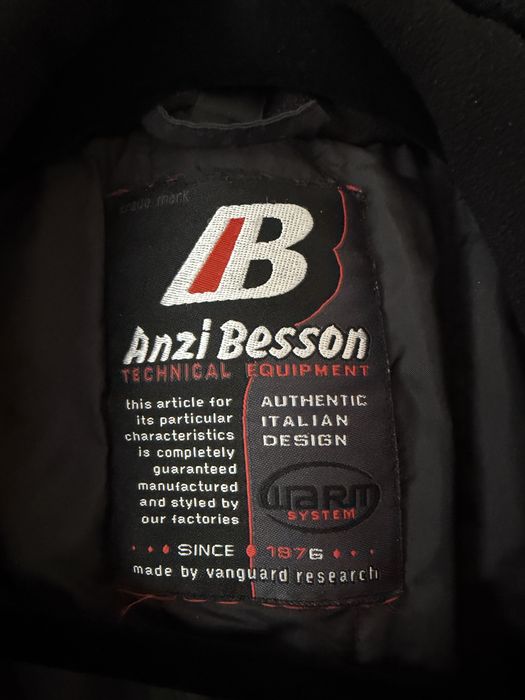 trade mark
B
Anzi Besson
TECHNICAL EQUIPMENT
this article for
its particular
characteristics
is completely
guaranteed
manufactured
and styled by
our factories
AUTHENTIC
ITALIAN
DESIGN
WARM
SYSTEM
SINCE 1976
made by vanguard research